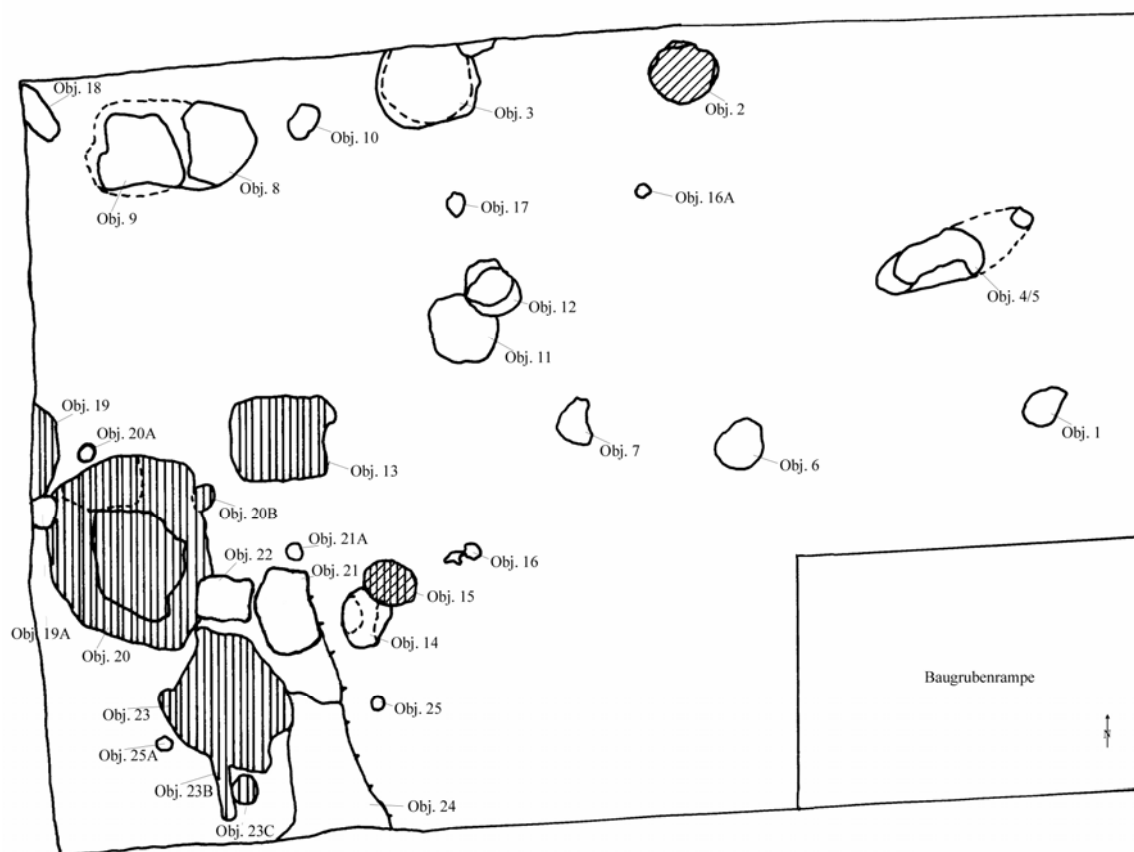 Obj. 18
Obj. 3
Obj. 2
Obj. 10
Obj. 8
Obj. 9
Obj. 17
Obj. 16A
Obj. 4/5
Obj. 12
Obj. 11
Obj. 19
Obj. 20A
Obj. 13
Obj. 7
Obj. 6
Obj. 1
Obj. 20B
Obj. 21A
Obj. 22
Obj. 21
Obj. 16
Obj. 15
Obj. 19A
Obj. 14
Obj. 20
Baugrubenrampe
Obj. 23
Obj. 25
N
Obj. 25A
Obj. 23B
Obj. 24
Obj. 23C